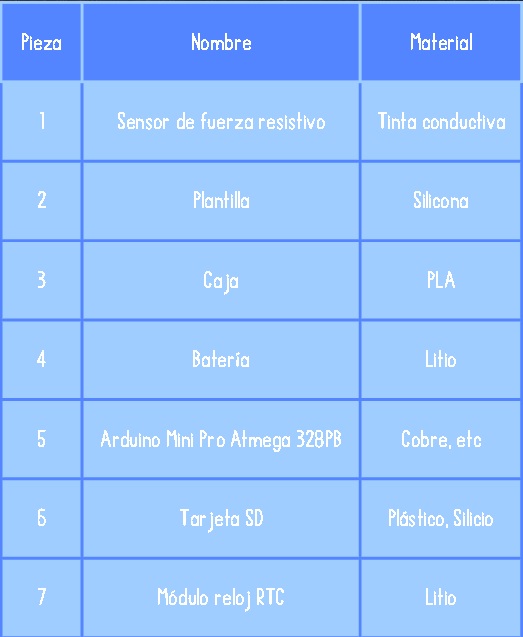 Pieza Nombre Material
1 Sensor de fuerza resistivo Tinta conductiva
2 Plantilla Silicona
3 Caja PLA
4 Batería Litio
5 Arduino Mini Pro Atmega 328PB Cobre, etc
6 Tarjeta SD Plástico, Silicio
7 Módulo reloj RTC Litio